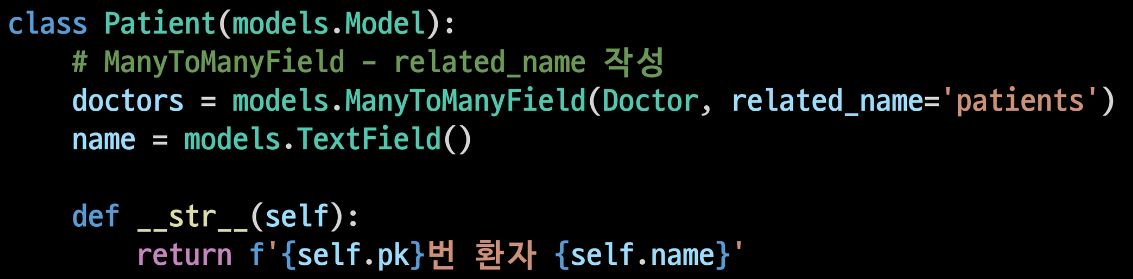 class Patient(models.Model):
    # ManyToManyField - related_name 작성
    doctors = models.ManyToManyField(Doctor, related_name='patients')
    name = models.TextField()

    def __str__(self):
        return f'{self.pk}번 환자 {self.name}'